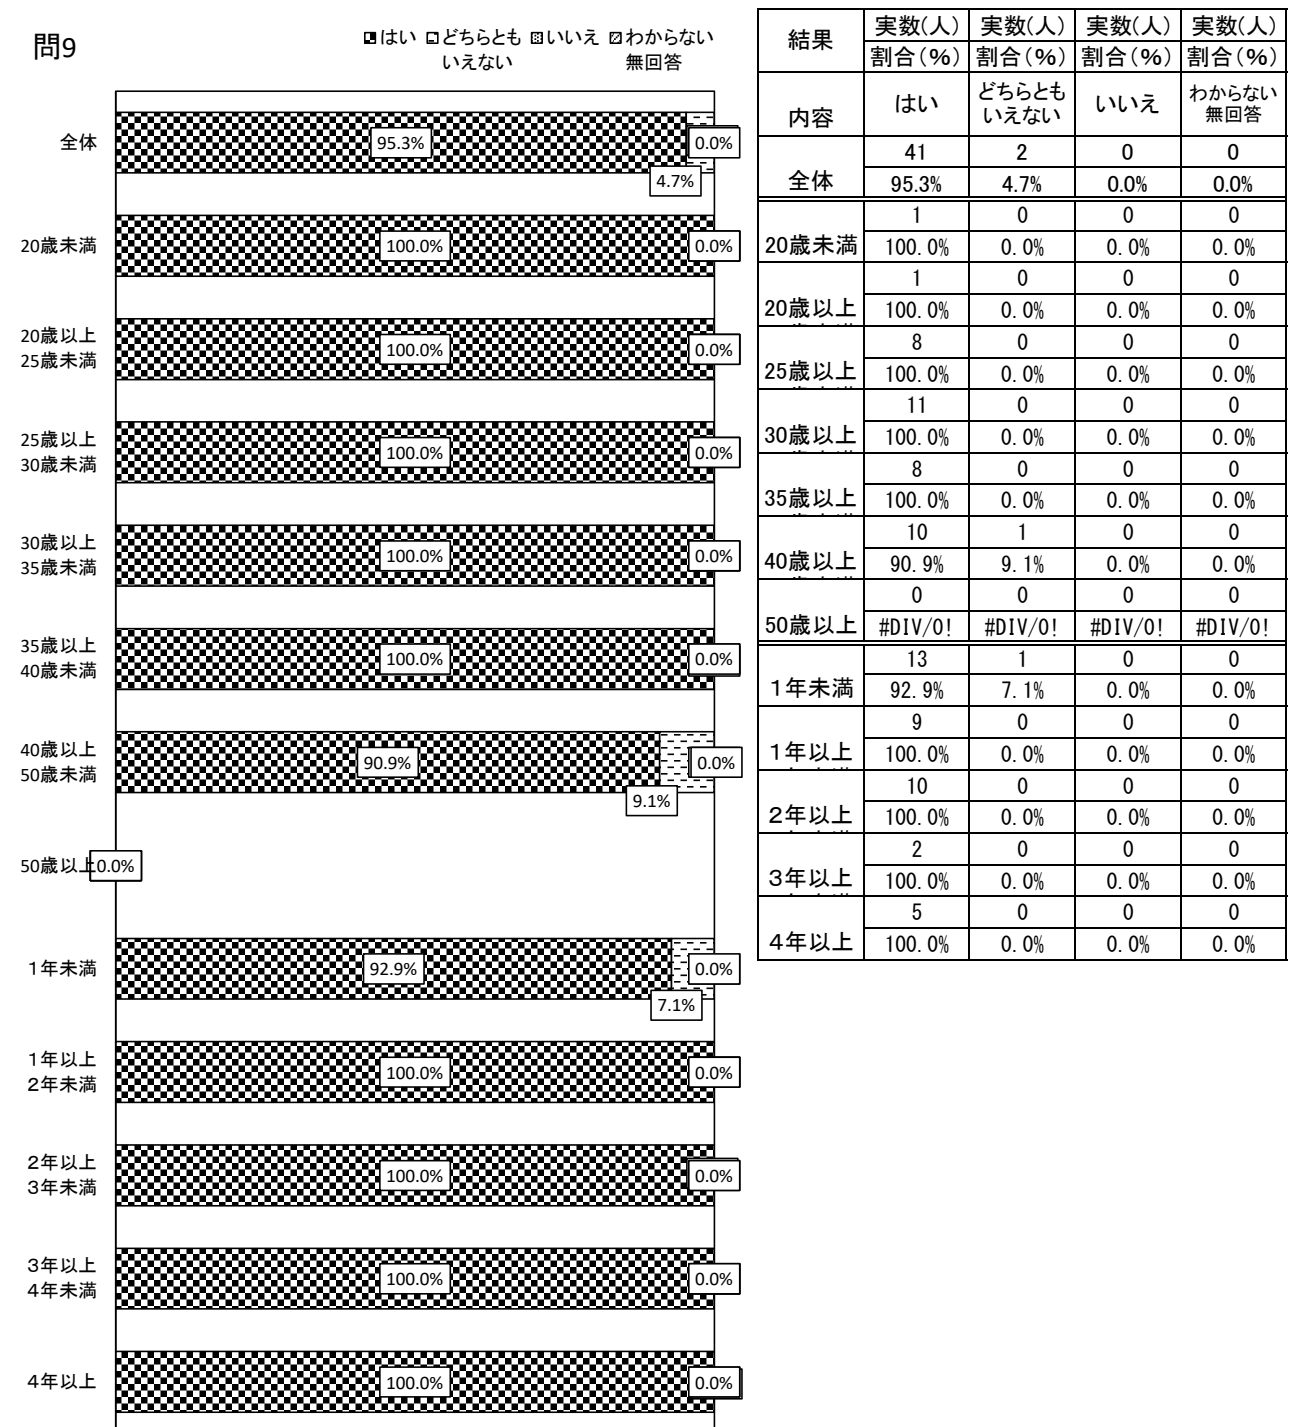 問9
はい どちらとも いいえ わからない
いえない 無回答
全体
95.3%
0.0%
4.7%
20歳未満
100.0%
0.0%
20歳以上
25歳未満
100.0%
0.0%
25歳以上
30歳未満
100.0%
0.0%
30歳以上
35歳未満
100.0%
0.0%
35歳以上
40歳未満
100.0%
0.0%
40歳以上
50歳未満
90.9%
0.0%
9.1%
50歳以上
0.0%
1年未満
92.9%
0.0%
7.1%
1年以上
2年未満
100.0%
0.0%
2年以上
3年未満
100.0%
0.0%
3年以上
4年未満
100.0%
0.0%
4年以上
100.0%
0.0%
結果 実数(人) 実数(人) 実数(人) 実数(人)
割合(%) 割合(%) 割合(%) 割合(%)
内容 はい どちらとも いいえ わからない
いえない 無回答
41 2 0 0
全体 95.3% 4.7% 0.0% 0.0%
1 0 0 0
20歳未満 100.0% 0.0% 0.0% 0.0%
1 0 0 0
20歳以上 100.0% 0.0% 0.0% 0.0%
8 0 0 0
25歳以上 100.0% 0.0% 0.0% 0.0%
11 0 0 0
30歳以上 100.0% 0.0% 0.0% 0.0%
8 0 0 0
35歳以上 100.0% 0.0% 0.0% 0.0%
10 1 0 0
40歳以上 90.9% 9.1% 0.0% 0.0%
0 0 0 0
50歳以上 #DIV/0! #DIV/0! #DIV/0! #DIV/0!
13 1 0 0
1年未満 92.9% 7.1% 0.0% 0.0%
9 0 0 0
1年以上 100.0% 0.0% 0.0% 0.0%
10 0 0 0
2年以上 100.0% 0.0% 0.0% 0.0%
2 0 0 0
3年以上 100.0% 0.0% 0.0% 0.0%
5 0 0 0
4年以上 100.0% 0.0% 0.0% 0.0%